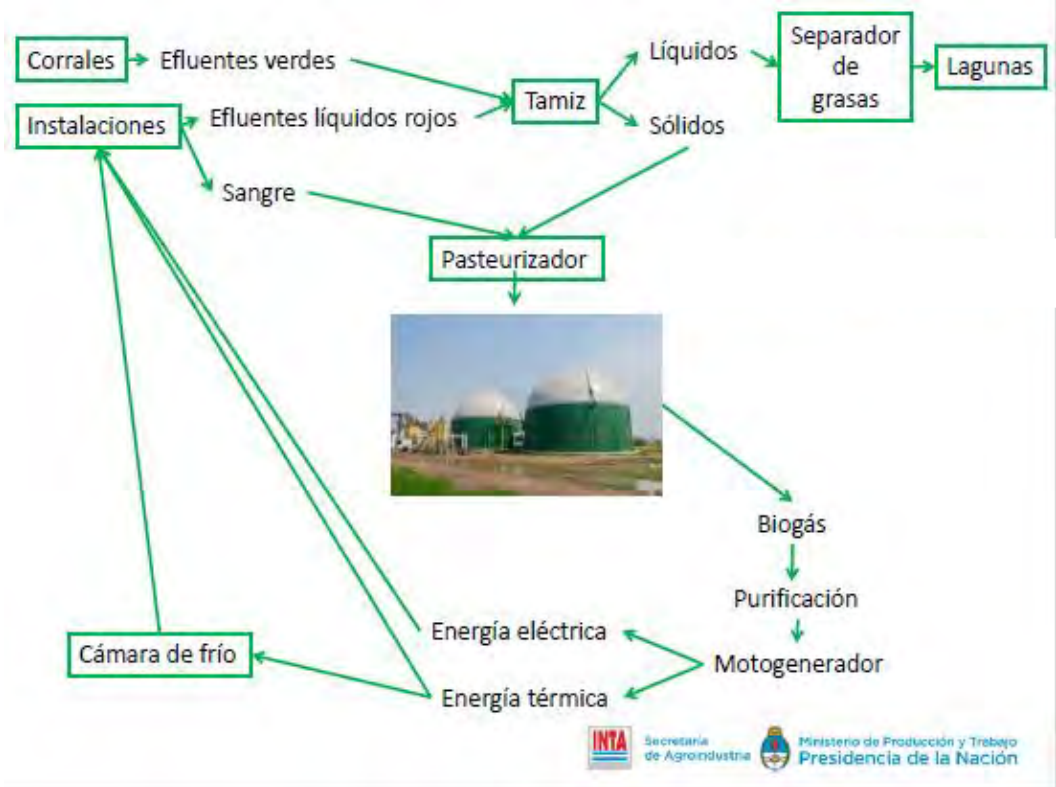 Corrales
Efluentes verdes
Líquidos
Separador
de
grasas
Lagunas
Instalaciones
Efluentes líquidos rojos
Tamiz
Sólidos
Sangre
Pasteurizador
Biogás
Purificación
Motogenerador
Energía eléctrica
Cámara de frío
Energía térmica
INTA
Secretaría
de Agroindustria
Ministerio de Producción y Trabajo
Presidencia de la Nación